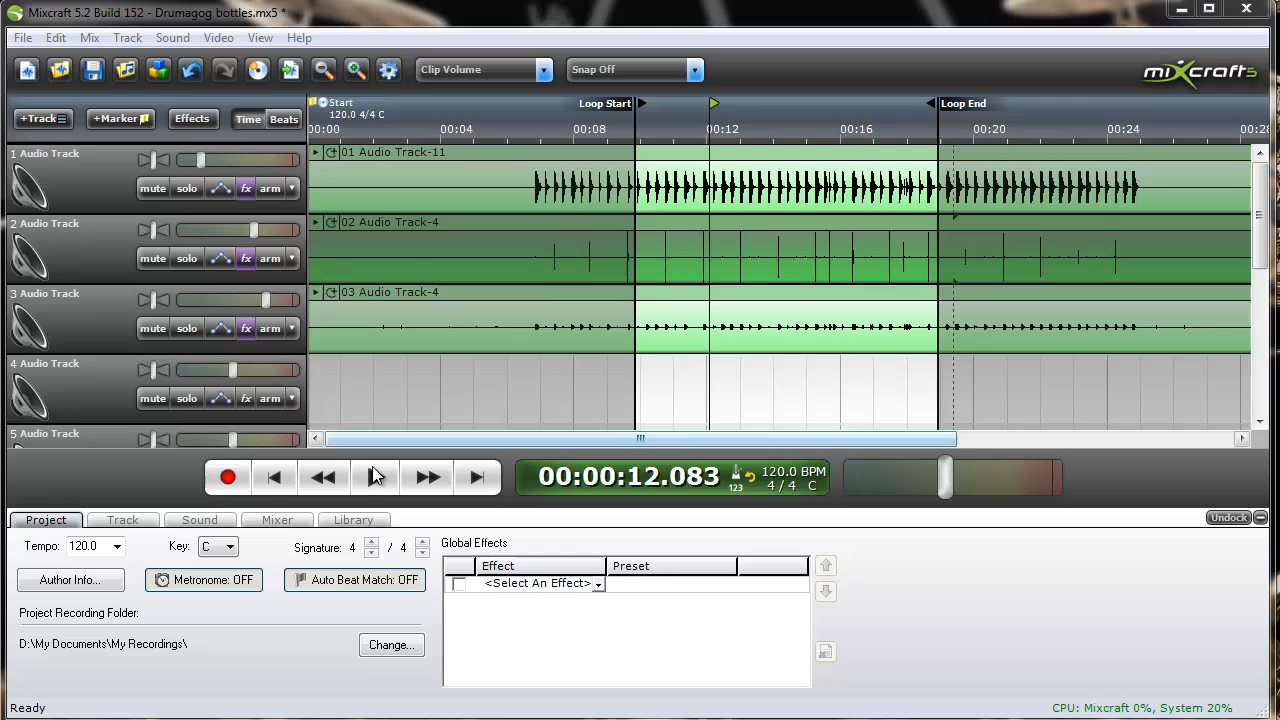 Mixcraft 5.2 Build 152 - Drumagog bottles.mx5 *
File Edit Mix Track Sound Video View Help
Clip Volume Snap Off mixcraft5
Start Loop Start Loop End
120.0 4/4 C
+Track +Marker Effects Time Beats
00:00 00:04 00:08 00:12 00:16 00:20 00:24 00:28
1 Audio Track 01 Audio Track-11
mute solo fx arm
2 Audio Track 02 Audio Track-4
mute solo fx arm
3 Audio Track 03 Audio Track-4
mute solo fx arm
4 Audio Track
mute solo fx arm
5 Audio Track
00:00:12.083 123 120.0 BPM
4 / 4 C
Project Track Sound Mixer Library Undock
Tempo: 120.0 Key: C Signature: 4 / 4 Global Effects
Effect Preset
Author Info... Metronome: OFF Auto Beat Match: OFF <Select An Effect>
Project Recording Folder:
D:\My Documents\My Recordings\ Change...
Ready CPU: Mixcraft 0%, System 20%